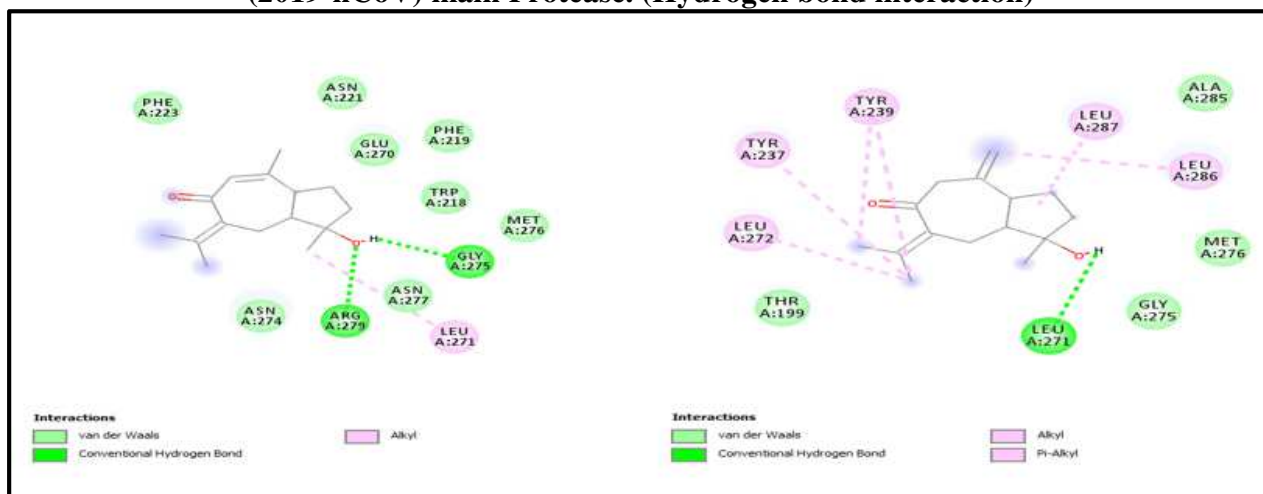 (2019-nCoV) main Protease. (Hydrogen bond interaction)
PHE
A:223
ASN
A:221
GLU
A:270
PHE
A:219
TRP
A:218
MET
A:276
O
O
H
GLY
A:275
ASN
A:277
ASN
A:274
ARG
A:279
LEU
A:271
Interactions
van der Waals
Conventional Hydrogen Bond
Alkyl
TYR
A:239
TYR
A:237
LEU
A:287
ALA
A:285
LEU
A:286
LEU
A:272
O
O
H
MET
A:276
THR
A:199
GLY
A:275
LEU
A:271
Interactions
van der Waals
Conventional Hydrogen Bond
Alkyl
Pi-Alkyl